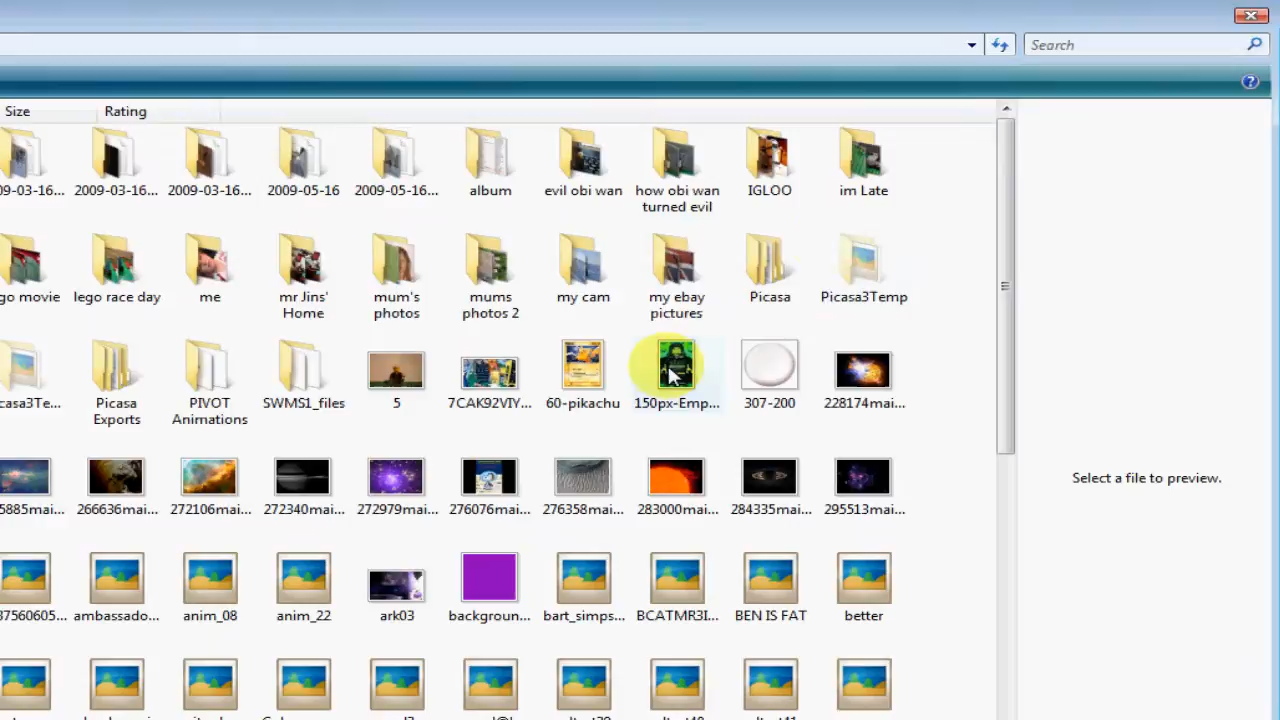 Search
Size Rating
09-03-16... 2009-03-16... 2009-03-16... 2009-05-16 2009-05-16... album evil obi wan how obi wan IGLOO im Late
turned evil
go movie lego race day me mr Jins' mum's mums my cam my ebay Picasa Picasa3Temp
Home photos photos 2 pictures
casa3Te... Picasa PIVOT SWMS1_files 5 7CAK92VIY... 60-pikachu 150px-Emp... 307-200 228174mai...
Exports Animations
Select a file to preview.
5885mai... 266636mai... 272106mai... 272340mai... 272979mai... 276076mai... 276358mai... 283000mai... 284335mai... 295513mai...
37560605... ambassado... anim_08 anim_22 ark03 backgroun... bart_simps... BCATMR3I... BEN IS FAT better